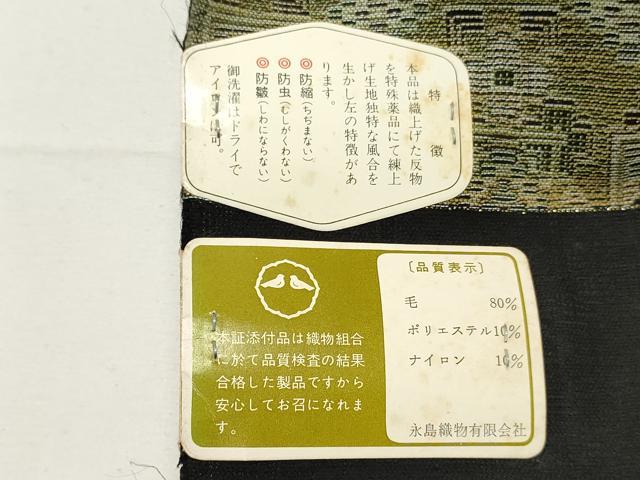 特徴
本品は織上げた反物
を特殊薬品にて練上
げ生地独特な風合を
生かし左の特徴があ
ります。
◎防縮(ちぢまない)
◎防虫(むしがくわない)
◎防皺(しわにならない)
御洗濯はドライで
アイロン可。
本証添付品は織物組合
に於て品質検査の結果
合格した製品ですから
安心してお召になれま
す。
〔品質表示〕
毛 80%
ポリエステル10%
ナイロン 10%
永島織物有限会社